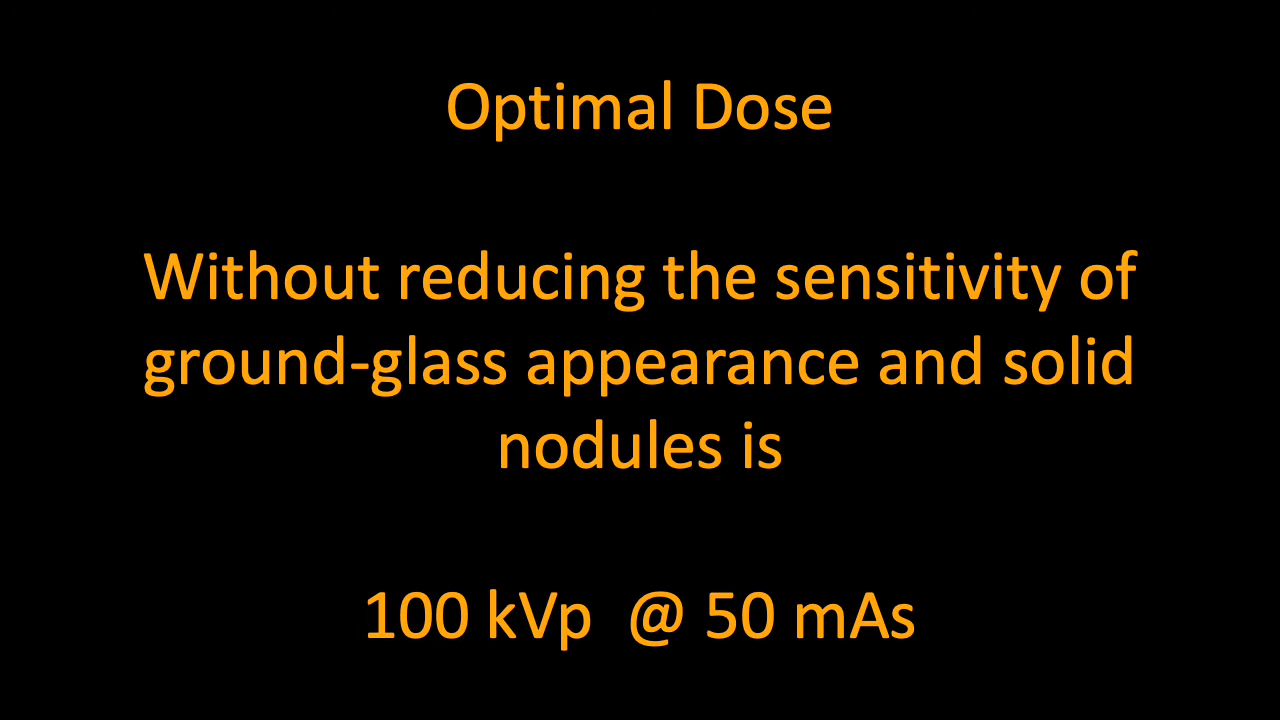 Optimal Dose
Without reducing the sensitivity of
ground-glass appearance and solid
nodules is
100 kVp @ 50 mAs